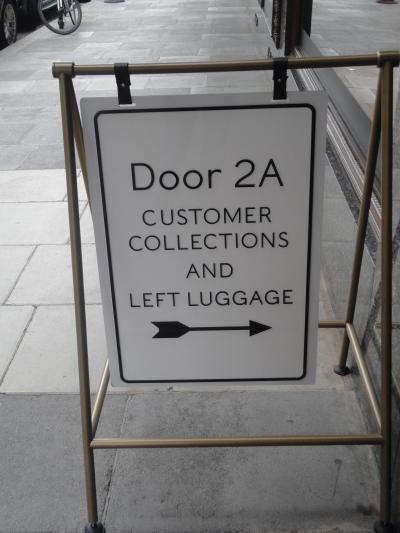 Door 2A
CUSTOMER
COLLECTIONS
AND
LEFT LUGGAGE